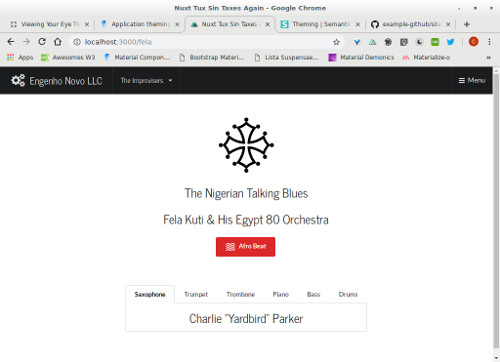 Nuxt Tux Sin Taxes Again - Google Chrome
Viewing Your Eye Ti
Application theming
Nuxt Tux Sin Taxes A
Theming | Semantic
example-github/site
localhost:3000/fela
Apps
Awesomes W3
Material Compon...
Bootstrap Materi...
Lista Suspensae...
Material Demonics
Materialize-o
Engenho Novo LLC
The Improvisers
Menu
The Nigerian Talking Blues
Fela Kuti & His Egypt 80 Orchestra
Afro Beat
Saxophone Trumpet Trombone Piano Bass Drums
Charlie "Yardbird" Parker